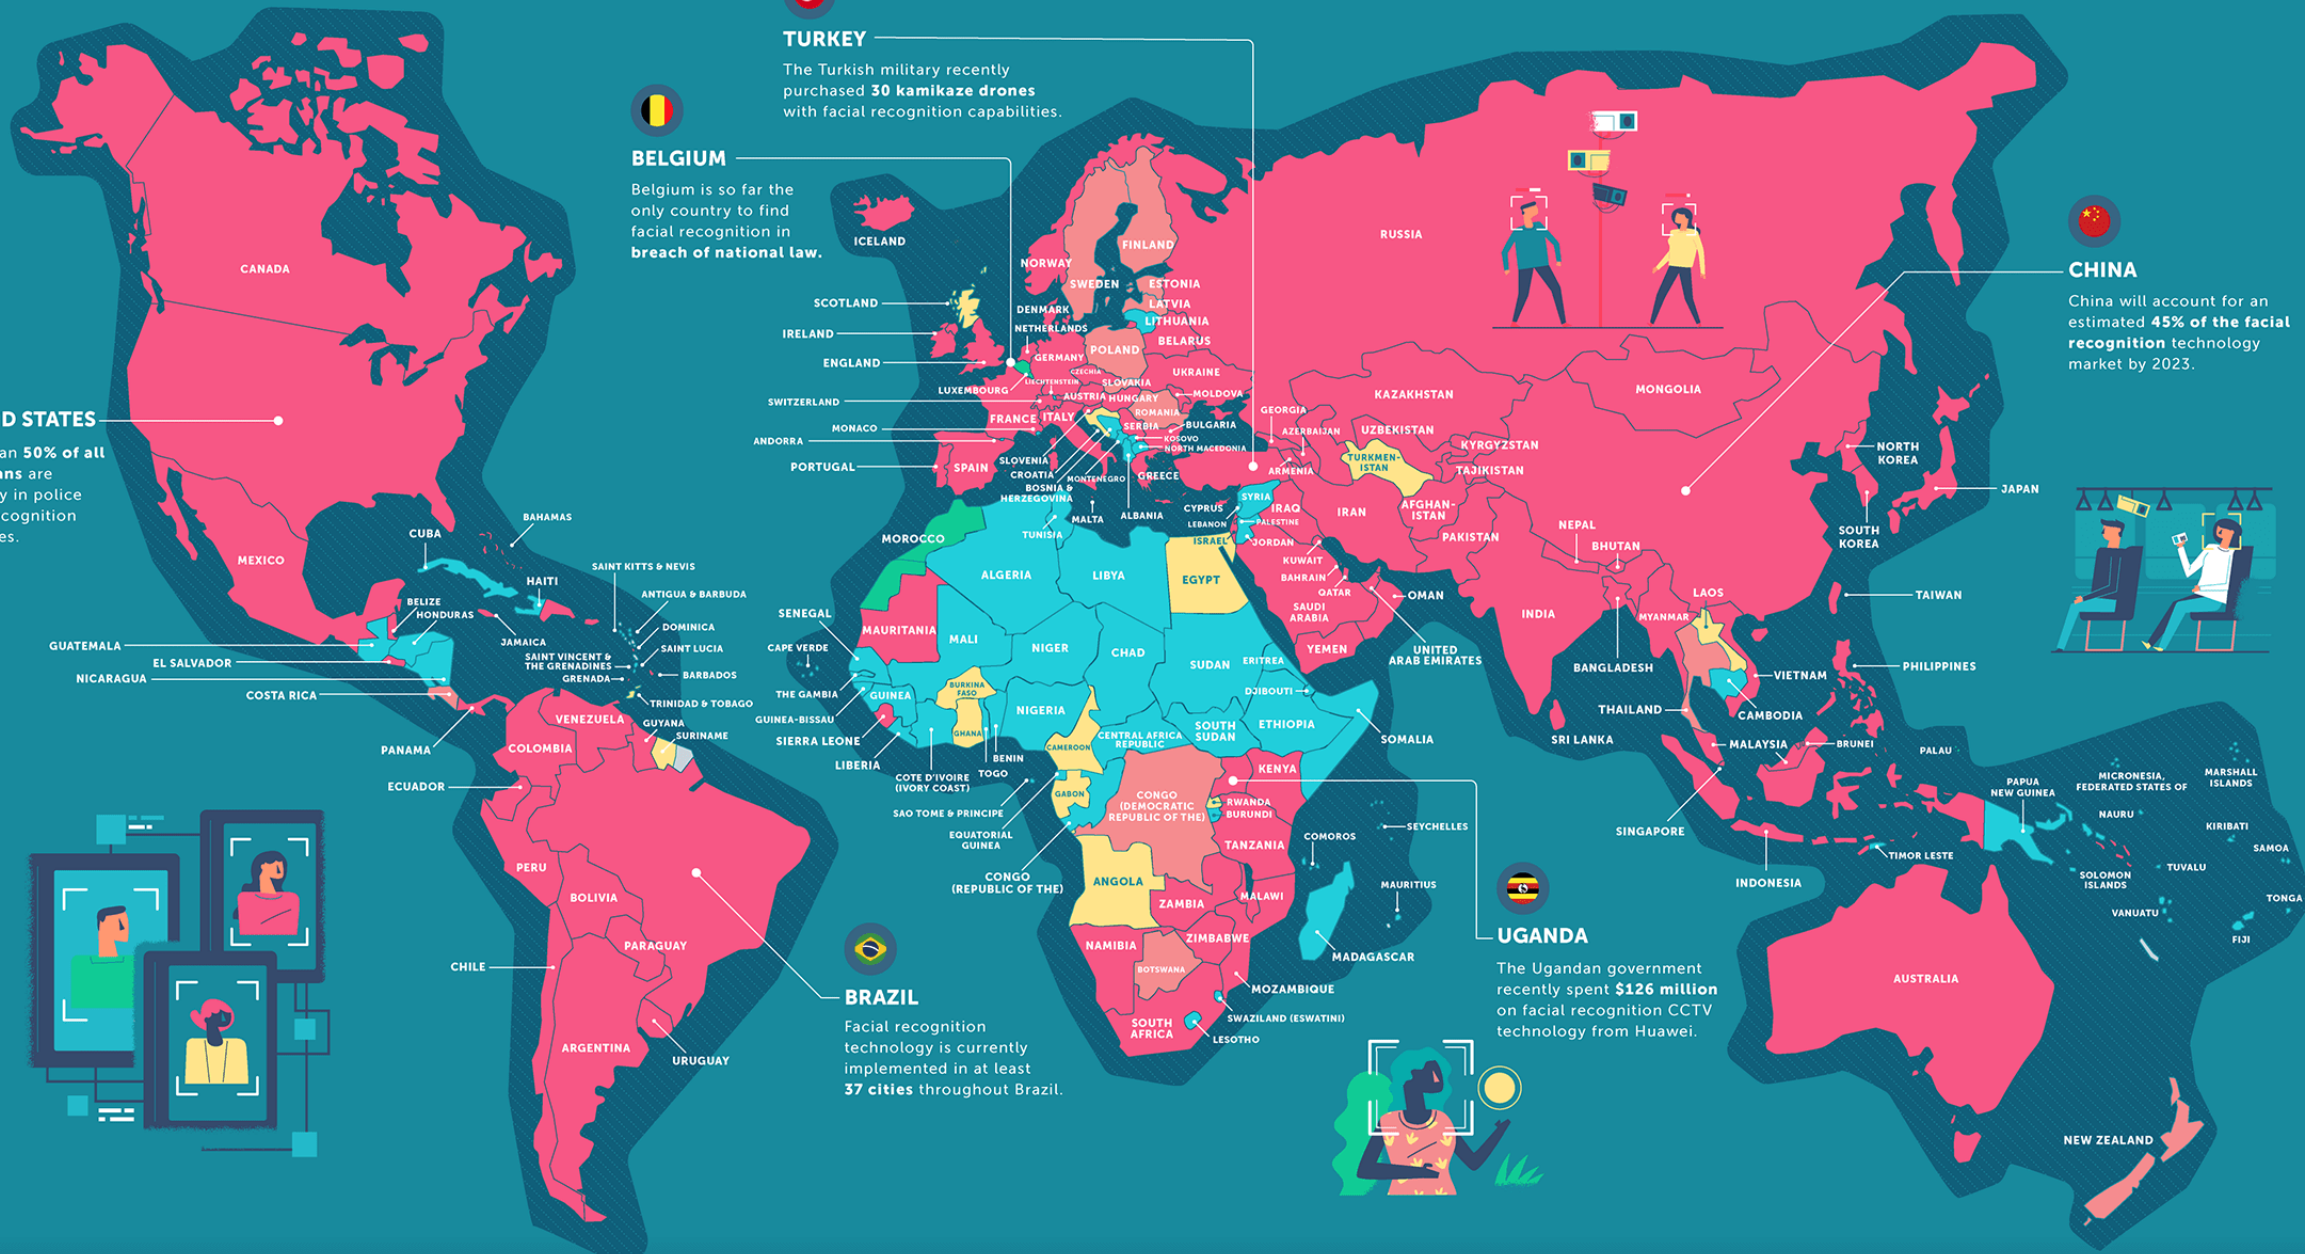 TURKEY
The Turkish military recently
purchased 30 kamikaze drones
with facial recognition capabilities.
BELGIUM
Belgium is so far the
only country to find
facial recognition in
breach of national law.
CHINA
China will account for an
estimated 45% of the facial
recognition technology
market by 2023.
D STATES
an 50% of all
ns are
y in police
cognition
es.
BRAZIL
Facial recognition
technology is currently
implemented in at least
37 cities throughout Brazil.
UGANDA
The Ugandan government
recently spent $126 million
on facial recognition CCTV
technology from Huawei.
CANADA
MEXICO
CUBA
BAHAMAS
HAITI
SAINT KITTS & NEVIS
ANTIGUA & BARBUDA
BELIZE
HONDURAS
DOMINICA
JAMAICA
SAINT LUCIA
GUATEMALA
SAINT VINCENT &
THE GRENADINES
EL SALVADOR
GRENADA
BARBADOS
NICARAGUA
COSTA RICA
TRINIDAD & TOBAGO
PANAMA
VENEZUELA
GUYANA
SURINAME
COLOMBIA
ECUADOR
PERU
BOLIVIA
PARAGUAY
CHILE
ARGENTINA
URUGUAY
ICELAND
NORWAY
FINLAND
SWEDEN
ESTONIA
SCOTLAND
LATVIA
DENMARK
LITHUANIA
IRELAND
NETHERLANDS
BELARUS
POLAND
ENGLAND
GERMANY
CZECHIA
UKRAINE
LUXEMBOURG
LIECHTENSTEIN
SLOVAKIA
SWITZERLAND
AUSTRIA
HUNGARY
MOLDOVA
FRANCE
ITALY
ROMANIA
MONACO
SERBIA
BULGARIA
ANDORRA
KOSOVO
NORTH MACEDONIA
PORTUGAL
SPAIN
SLOVENIA
CROATIA
MONTENEGRO
GREECE
BOSNIA &
HERZEGOVINA
MALTA
ALBANIA
CYPRUS
RUSSIA
GEORGIA
AZERBAIJAN
ARMENIA
KAZAKHSTAN
UZBEKISTAN
KYRGYZSTAN
TURKMEN-
ISTAN
TAJIKISTAN
MONGOLIA
NORTH
KOREA
JAPAN
SOUTH
KOREA
SYRIA
LEBANON
IRAQ
PALESTINE
ISRAEL
JORDAN
IRAN
AFGHAN-
ISTAN
PAKISTAN
NEPAL
BHUTAN
KUWAIT
BAHRAIN
QATAR
OMAN
SAUDI
ARABIA
YEMEN
UNITED
ARAB EMIRATES
INDIA
BANGLADESH
MYANMAR
LAOS
TAIWAN
PHILIPPINES
VIETNAM
THAILAND
CAMBODIA
SRI LANKA
MALAYSIA
BRUNEI
SINGAPORE
INDONESIA
TIMOR LESTE
PALAU
PAPUA
NEW GUINEA
MICRONESIA,
FEDERATED STATES OF
MARSHALL
ISLANDS
NAURU
KIRIBATI
SAMOA
TUVALU
SOLOMON
ISLANDS
TONGA
VANUATU
FIJI
AUSTRALIA
NEW ZEALAND
MOROCCO
TUNISIA
ALGERIA
LIBYA
EGYPT
SENEGAL
MAURITANIA
MALI
NIGER
CHAD
SUDAN
ERITREA
CAPE VERDE
THE GAMBIA
GUINEA
BURKINA
FASO
NIGERIA
DJIBOUTI
GUINEA-BISSAU
GHANA
SOUTH
SUDAN
ETHIOPIA
SIERRA LEONE
CAMEROON
CENTRAL AFRICA
REPUBLIC
SOMALIA
LIBERIA
BENIN
TOGO
COTE D'IVOIRE
(IVORY COAST)
KENYA
GABON
SAO TOME & PRINCIPE
CONGO
(DEMOCRATIC
REPUBLIC OF THE)
RWANDA
BURUNDI
EQUATORIAL
GUINEA
SEYCHELLES
COMOROS
TANZANIA
CONGO
(REPUBLIC OF THE)
ANGOLA
ZAMBIA
MALAWI
MAURITIUS
NAMIBIA
ZIMBABWE
MADAGASCAR
BOTSWANA
MOZAMBIQUE
SWAZILAND (ESWATINI)
SOUTH
AFRICA
LESOTHO